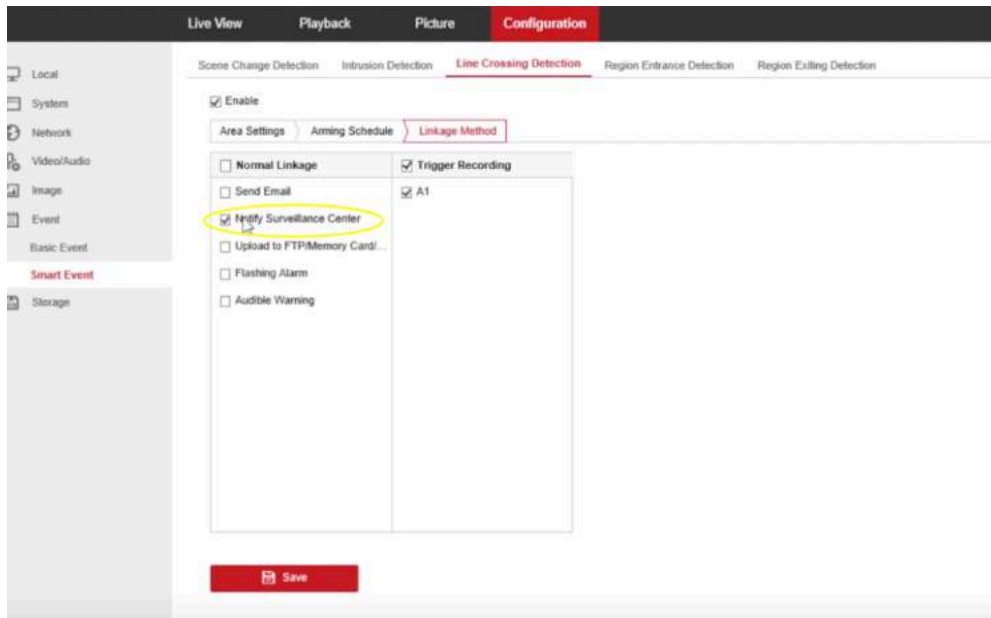 Live View Playback Picture Configuration
Local
System
Network
Video/Audio
Image
Event
Basic Event
Smart Event
Storage
Scene Change Detection Intrusion Detection Line Crossing Detection Region Entrance Detection Region Exiting Detection
Enable
Area Settings Arming Schedule Linkage Method
Normal Linkage Trigger Recording
Send Email A1
Notify Surveillance Center
Upload to FTP/Memory Card/...
Flashing Alarm
Audible Warning
Save